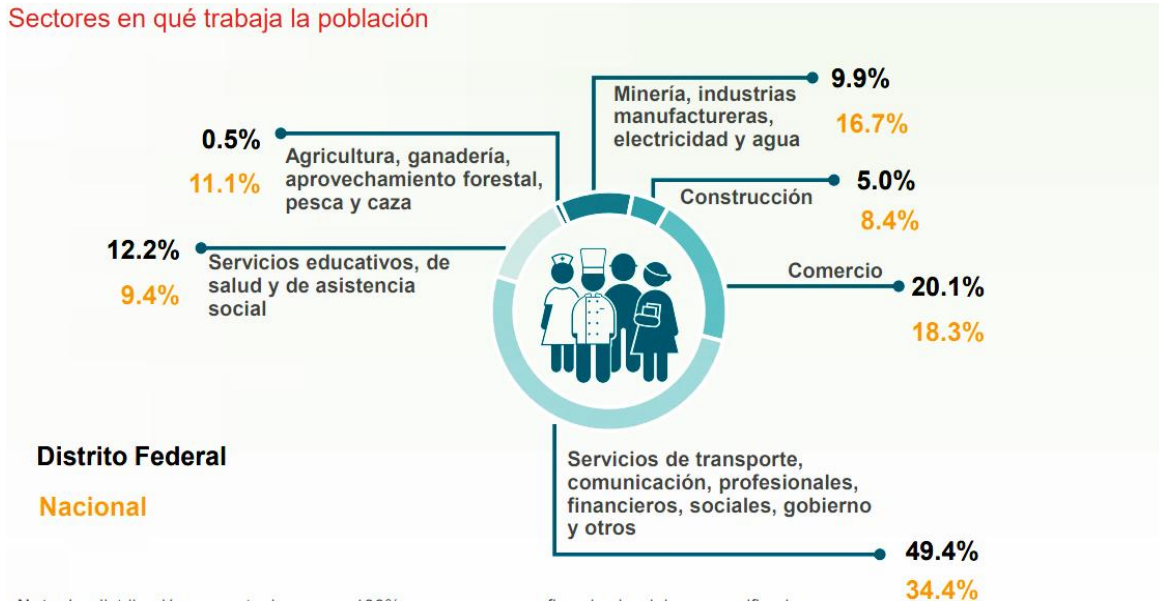 Sectores en qué trabaja la población
9.9%
16.7%
Minería, industrias
manufactureras,
electricidad y agua
0.5%
11.1%
Agricultura, ganadería,
aprovechamiento forestal,
pesca y caza
5.0%
8.4%
Construcción
12.2%
9.4%
Servicios educativos, de
salud y de asistencia
social
Comercio
20.1%
18.3%
Distrito Federal
Nacional
Servicios de transporte,
comunicación, profesionales,
financieros, sociales, gobierno
y otros
49.4%
34.4%